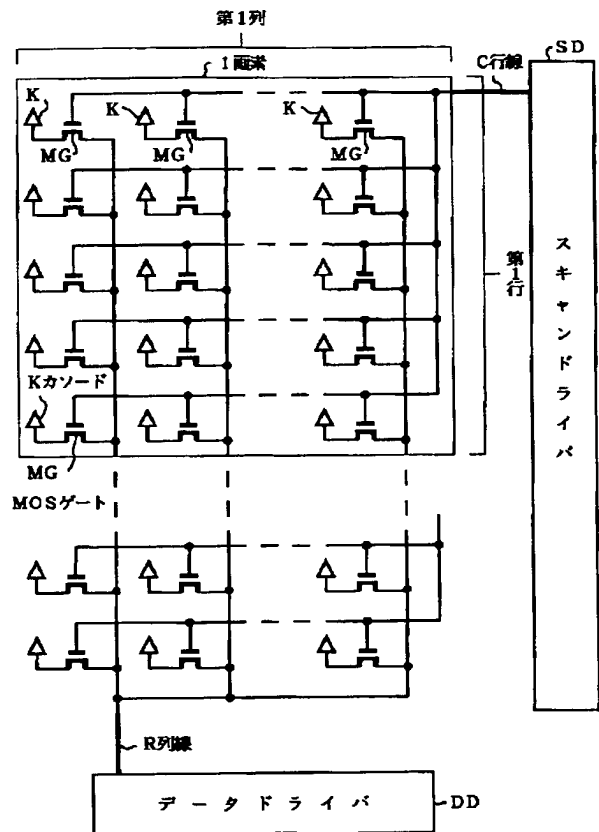 第1列
1画素
C行線
SD
K
K
K
MG
MG
MG
第1行
スキャンドライバ
Kカソード
MG
MOSゲート
R列線
データドライバ
DD